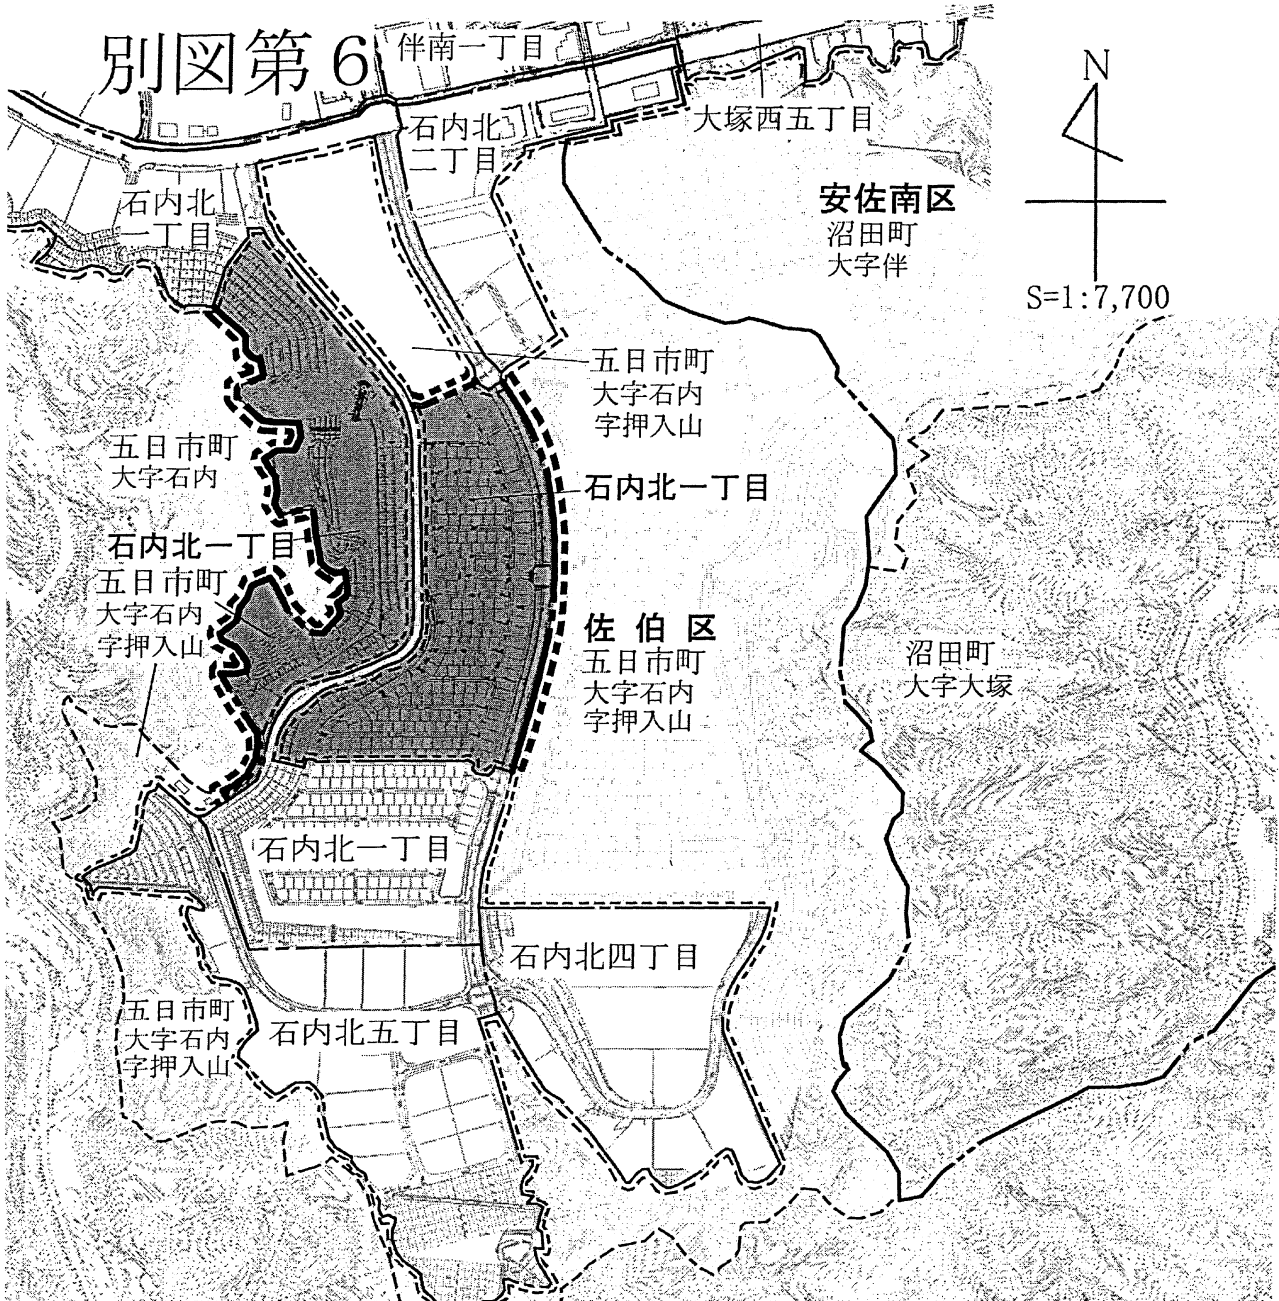 別図第6
伴南一丁目
N
S=1:7,700
石内北
二丁目
大塚西五丁目
石内北
一丁目
安佐南区
沼田町
大字伴
五日市町
大字石内
字押入山
五日市町
大字石内
石内北一丁目
石内北一丁目
五日市町
大字石内
字押入山
佐伯区
五日市町
大字石内
字押入山
沼田町
大字大塚
石内北一丁目
石内北四丁目
五日市町
大字石内
字押入山
石内北五丁目